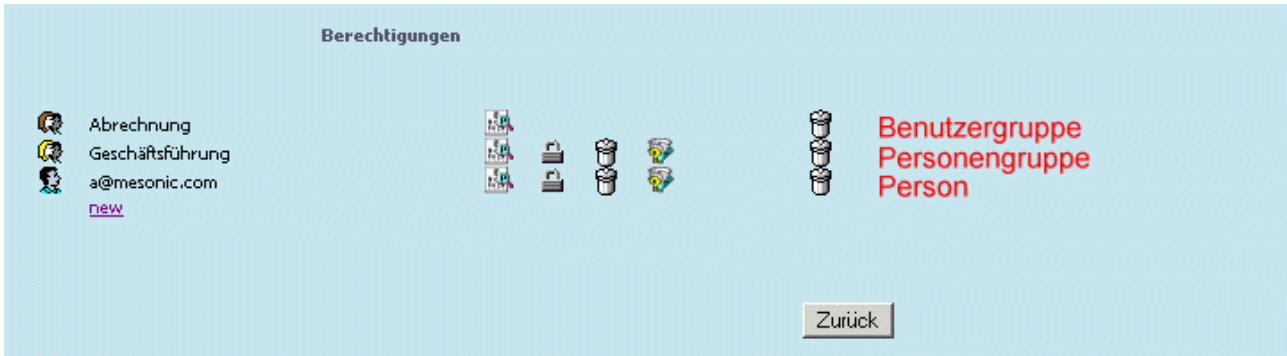 Berechtigungen
Abrechnung Benutzergruppe
Geschäftsführung Personengruppe
a@mesonic.com Person
new
Zurück